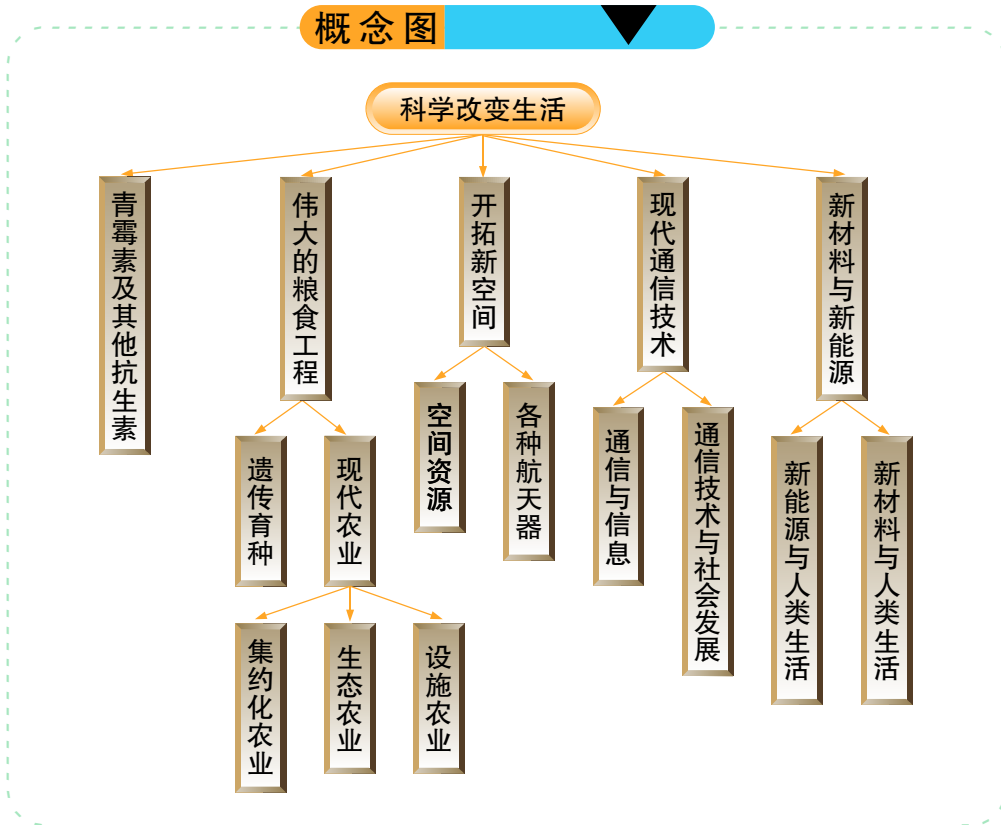 概念图
科学改变生活
青霉素及其他抗生素
伟大的粮食工程
开拓新空间
现代通信技术
新材料与新能源
遗传育种
现代农业
空间资源
各种航天器
通信与信息
通信技术与社会发展
新能源与人类生活
新材料与人类生活
集约化农业
生态农业
设施农业